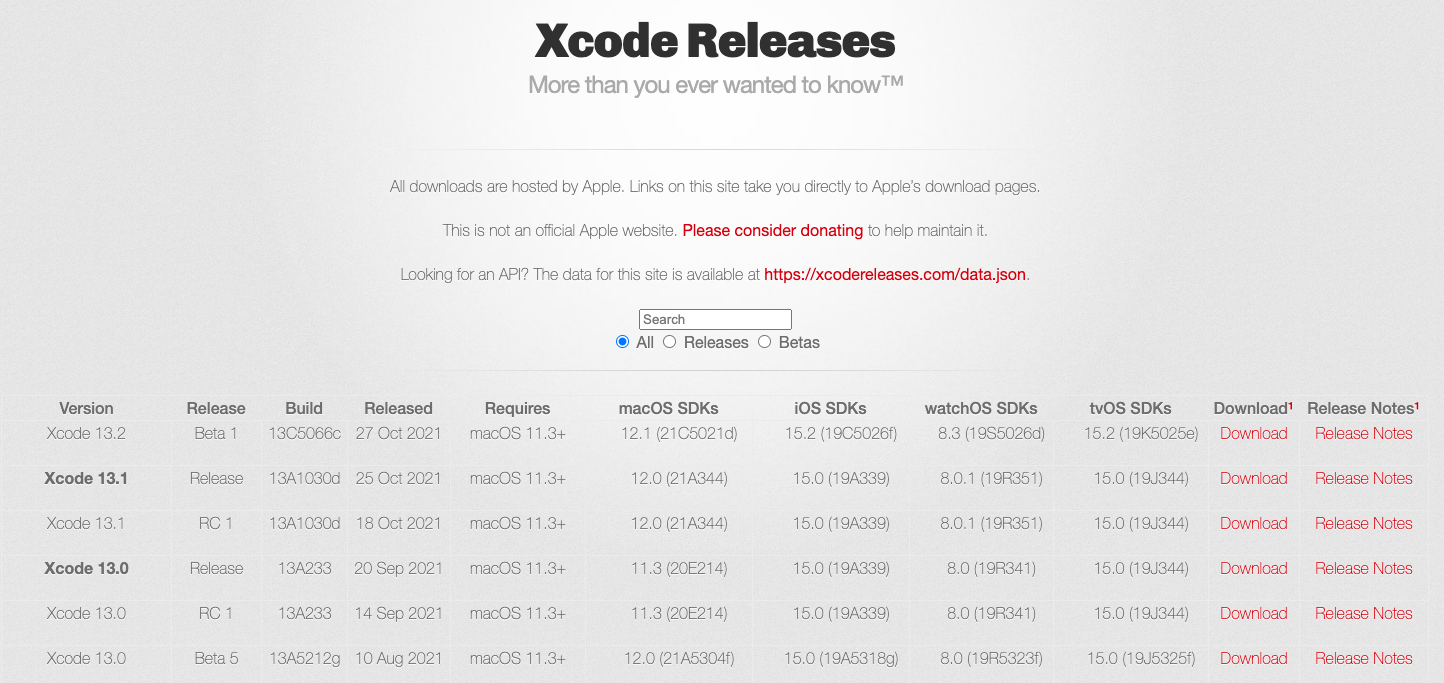 Xcode Releases
More than you ever wanted to know™
All downloads are hosted by Apple. Links on this site take you directly to Apple's download pages.
This is not an official Apple website. Please consider donating to help maintain it.
Looking for an API? The data for this site is available at https://xcodereleases.com/data.json.
Search
All Releases Betas
Version Release Build Released Requires macOS SDKs iOS SDKs watchOS SDKs tvOS SDKs Download¹ Release Notes¹
Xcode 13.2 Beta 1 13C5066c 27 Oct 2021 macOS 11.3+ 12.1 (21C5021d) 15.2 (19C5026f) 8.3 (19S5026d) 15.2 (19K5025e) Download Release Notes
Xcode 13.1 Release 13A1030d 25 Oct 2021 macOS 11.3+ 12.0 (21A344) 15.0 (19A339) 8.0.1 (19R351) 15.0 (19J344) Download Release Notes
Xcode 13.1 RC 1 13A1030d 18 Oct 2021 macOS 11.3+ 12.0 (21A344) 15.0 (19A339) 8.0.1 (19R351) 15.0 (19J344) Download Release Notes
Xcode 13.0 Release 13A233 20 Sep 2021 macOS 11.3+ 11.3 (20E214) 15.0 (19A339) 8.0 (19R341) 15.0 (19J344) Download Release Notes
Xcode 13.0 RC 1 13A233 14 Sep 2021 macOS 11.3+ 11.3 (20E214) 15.0 (19A339) 8.0 (19R341) 15.0 (19J344) Download Release Notes
Xcode 13.0 Beta 5 13A5212g 10 Aug 2021 macOS 11.3+ 12.0 (21A5304f) 15.0 (19A5318g) 8.0 (19R5323f) 15.0 (19J5325f) Download Release Notes